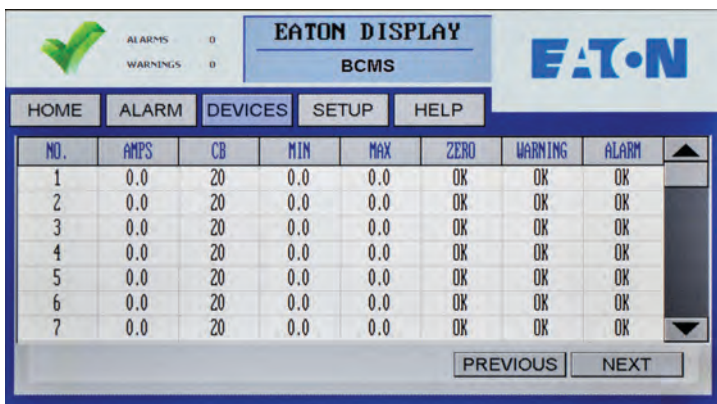 ALARMS 0
WARNINGS 0
EATON DISPLAY
BCMS
EATON
HOME ALARM DEVICES SETUP HELP
NO. AMPS CB MIN MAX ZERO WARNING ALARM
1 0.0 20 0.0 0.0 OK OK OK
2 0.0 20 0.0 0.0 OK OK OK
3 0.0 20 0.0 0.0 OK OK OK
4 0.0 20 0.0 0.0 OK OK OK
5 0.0 20 0.0 0.0 OK OK OK
6 0.0 20 0.0 0.0 OK OK OK
7 0.0 20 0.0 0.0 OK OK OK
PREVIOUS NEXT